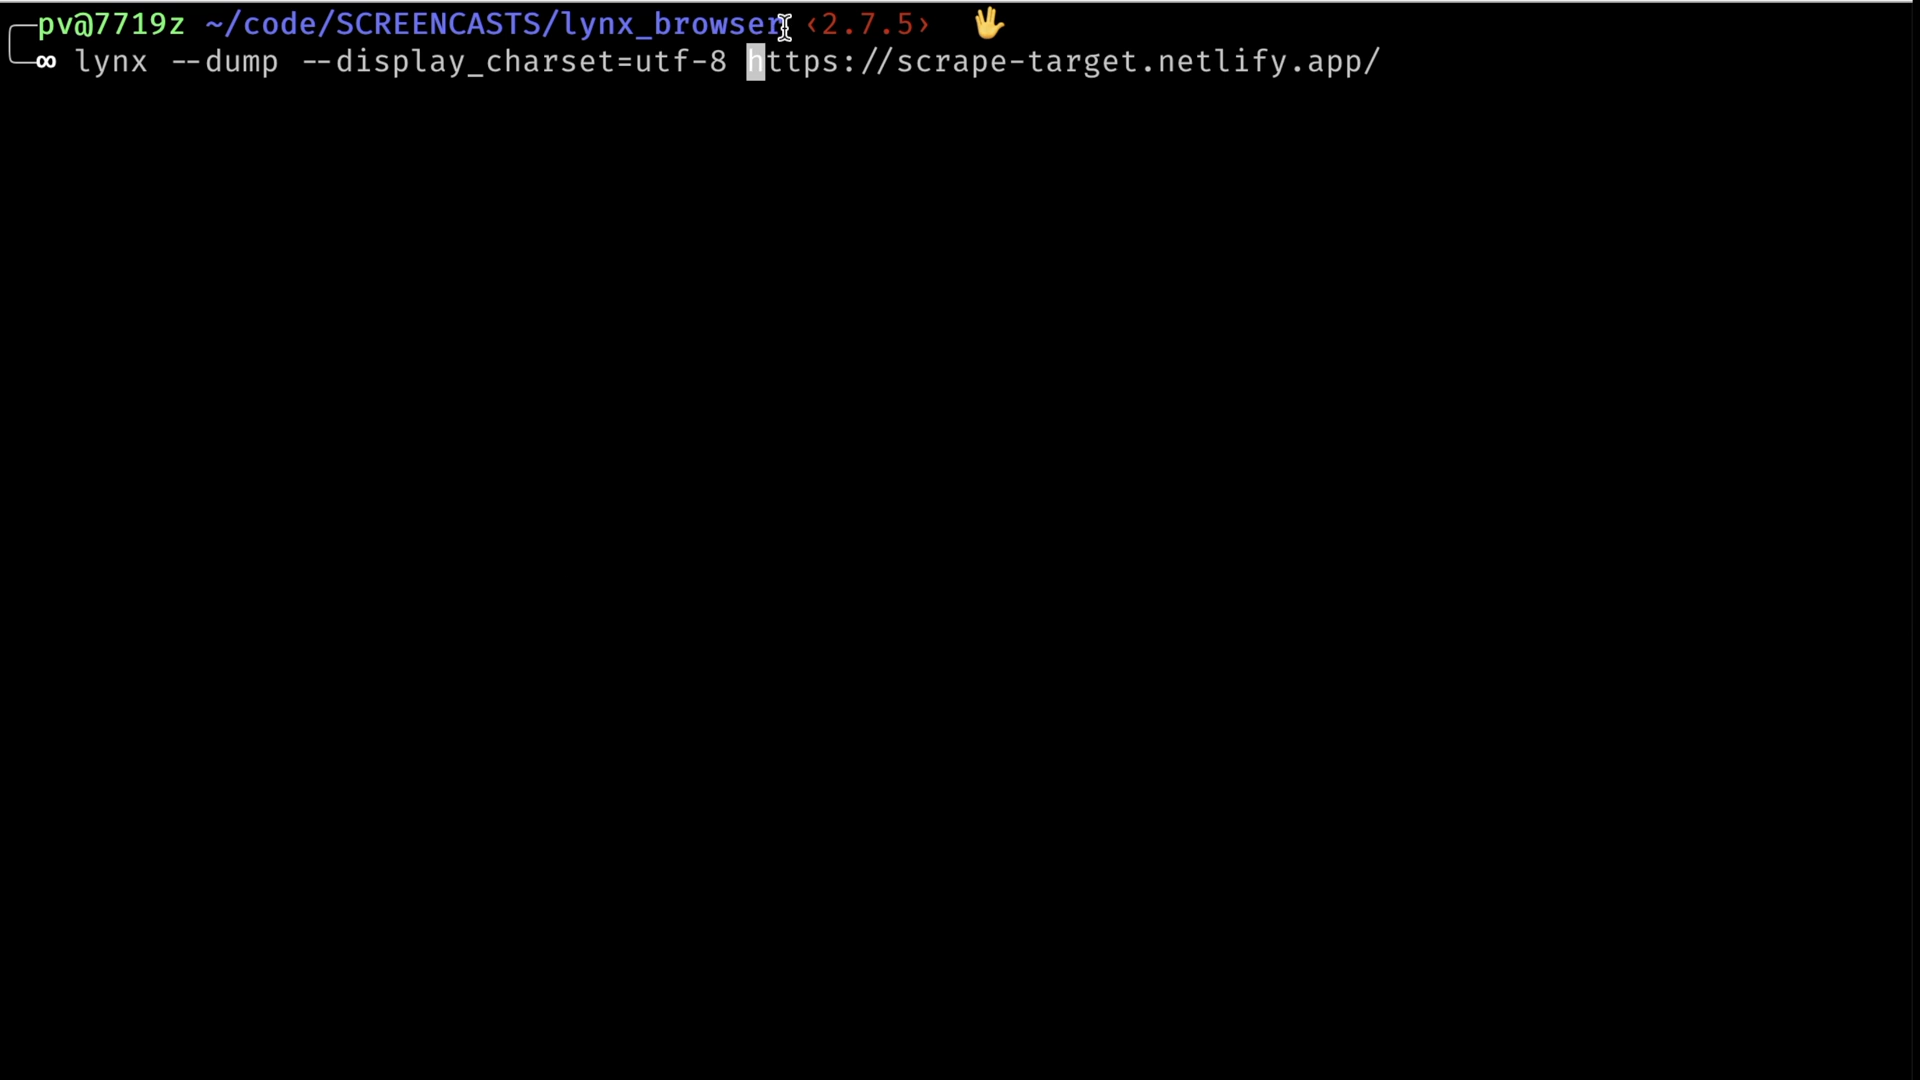 pv@7719z ~/code/SCREENCASTS/lynx_browser ‹2.7.5› 🖖
∞ lynx --dump --display_charset=utf-8 https://scrape-target.netlify.app/